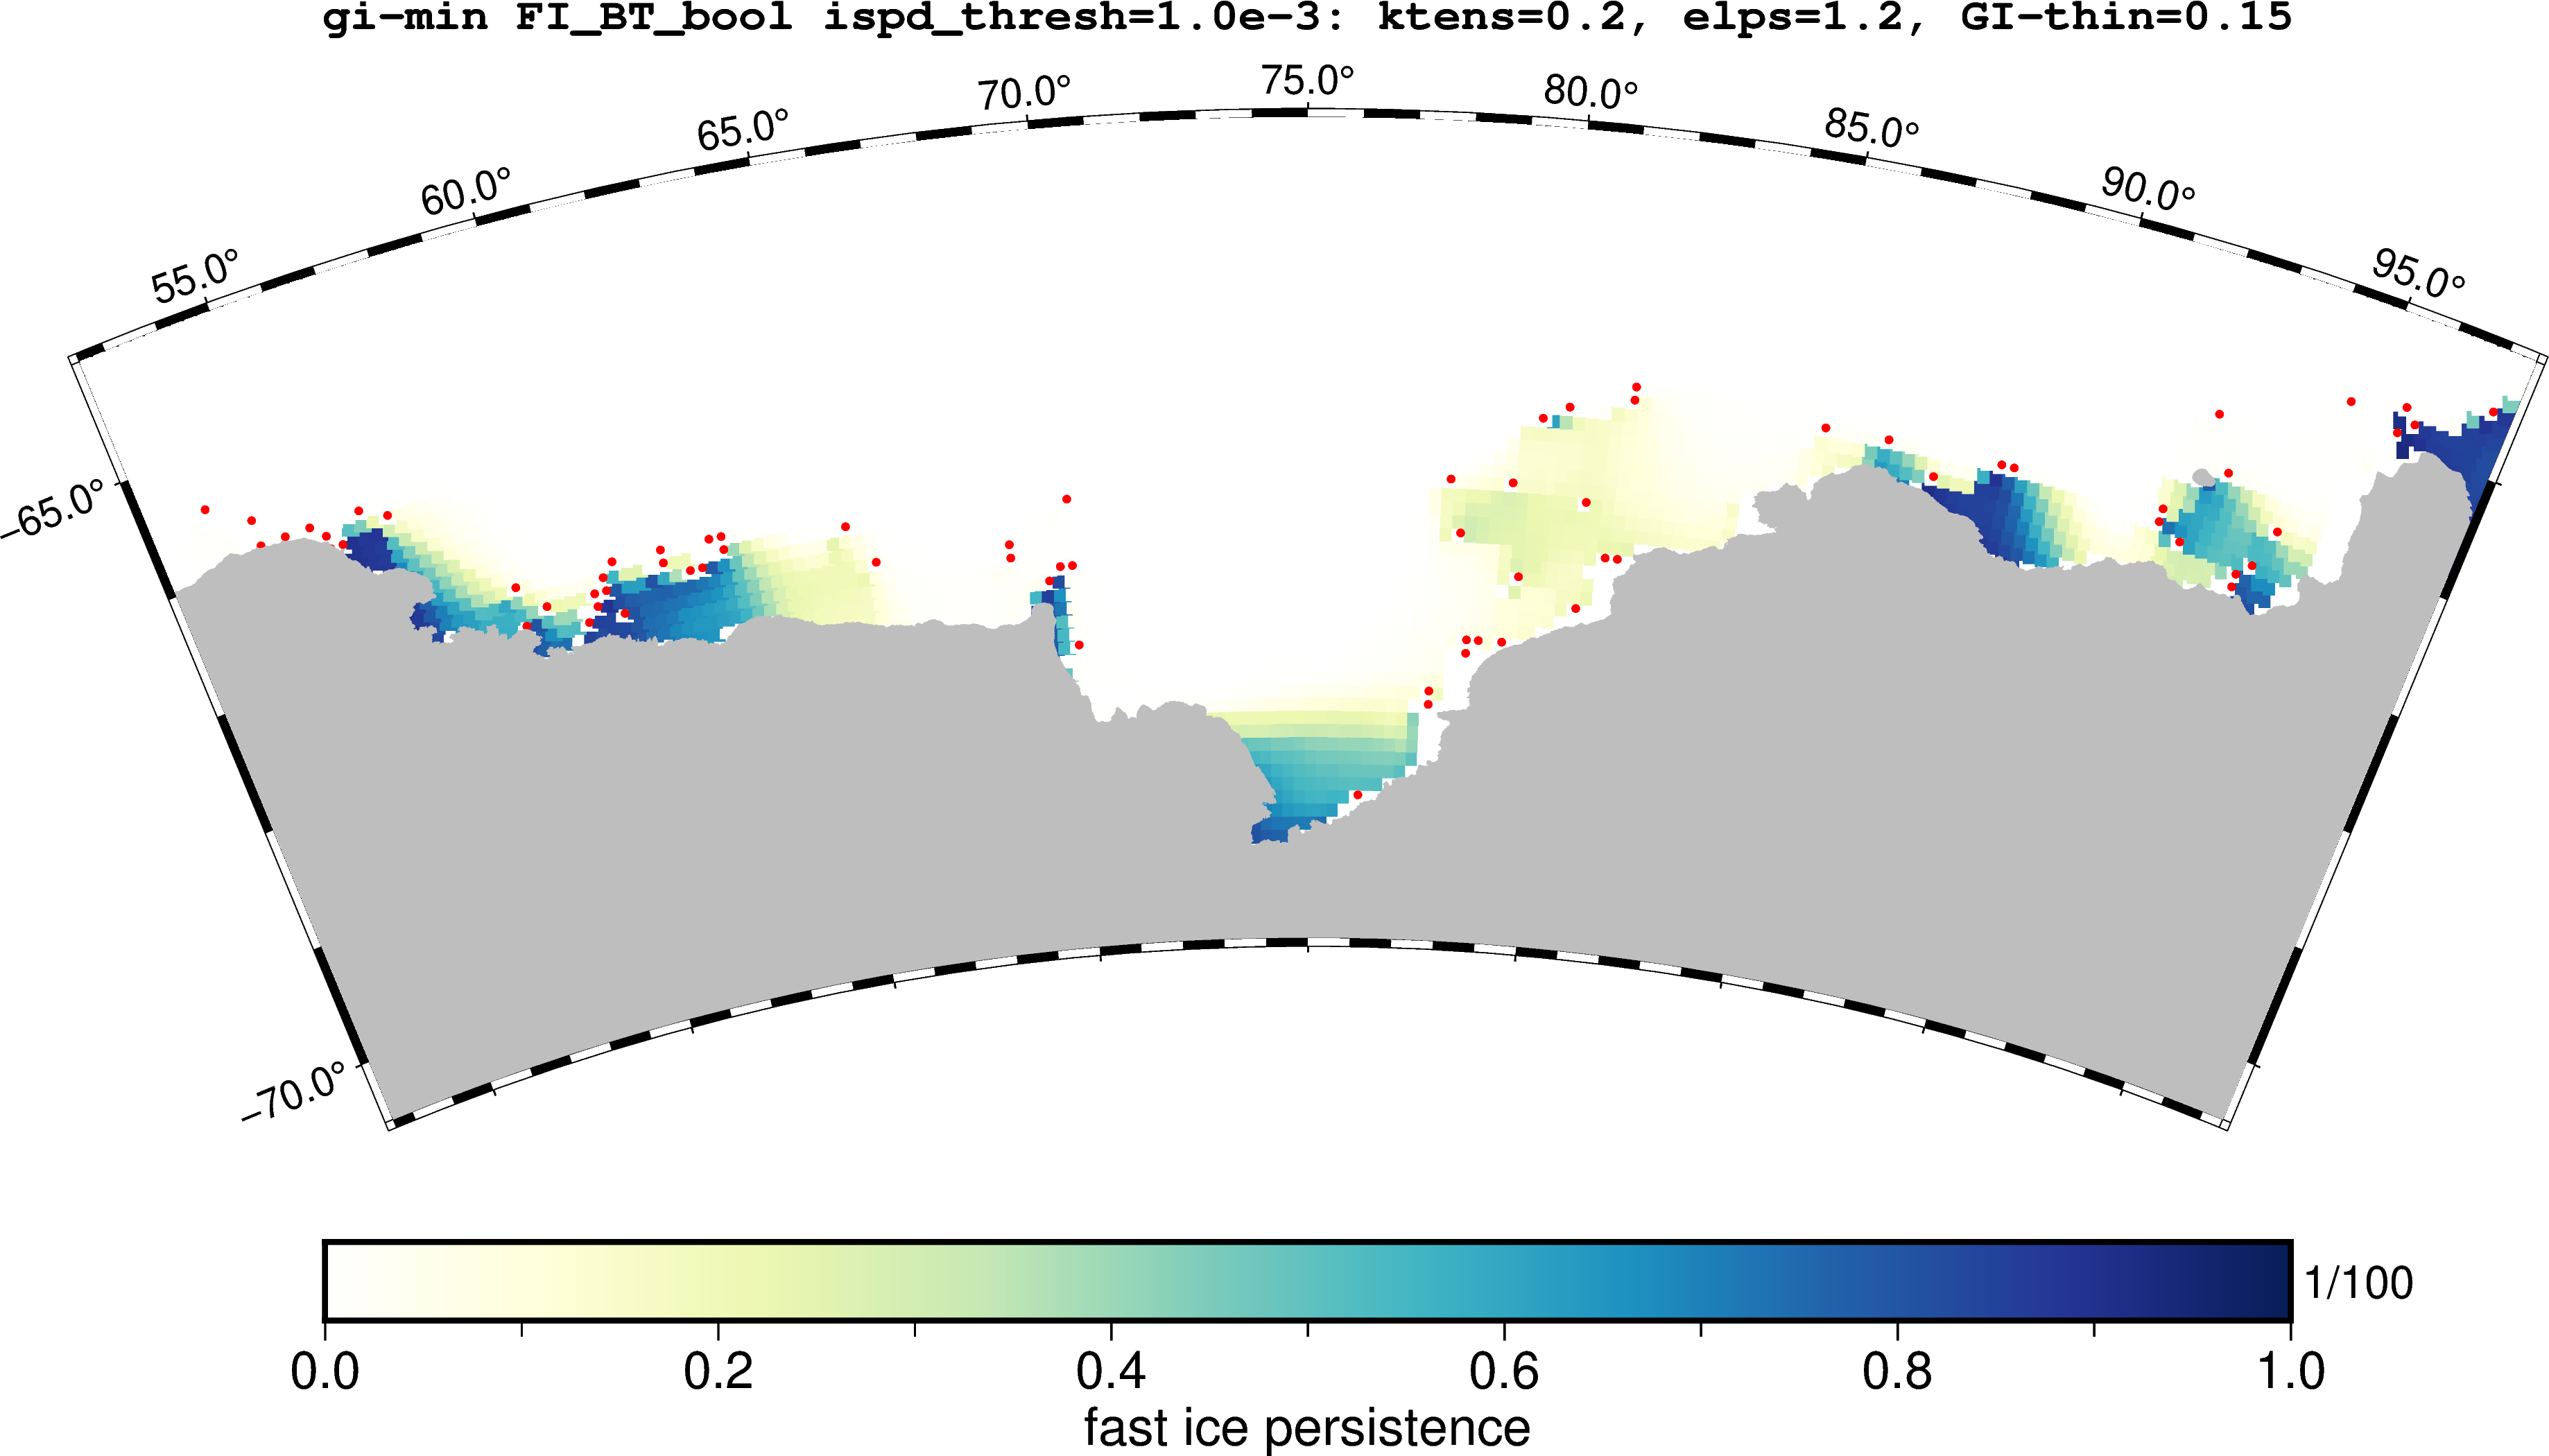 gi-min FI_BT_bool ispd_thresh=1.0e-3: ktens=0.2, elps=1.2, GI-thin=0.15
55.0° 60.0° 65.0° 70.0° 75.0° 80.0° 85.0° 90.0° 95.0°
-65.0°
-70.0°
1/100
0.0 0.2 0.4 0.6 0.8 1.0
fast ice persistence